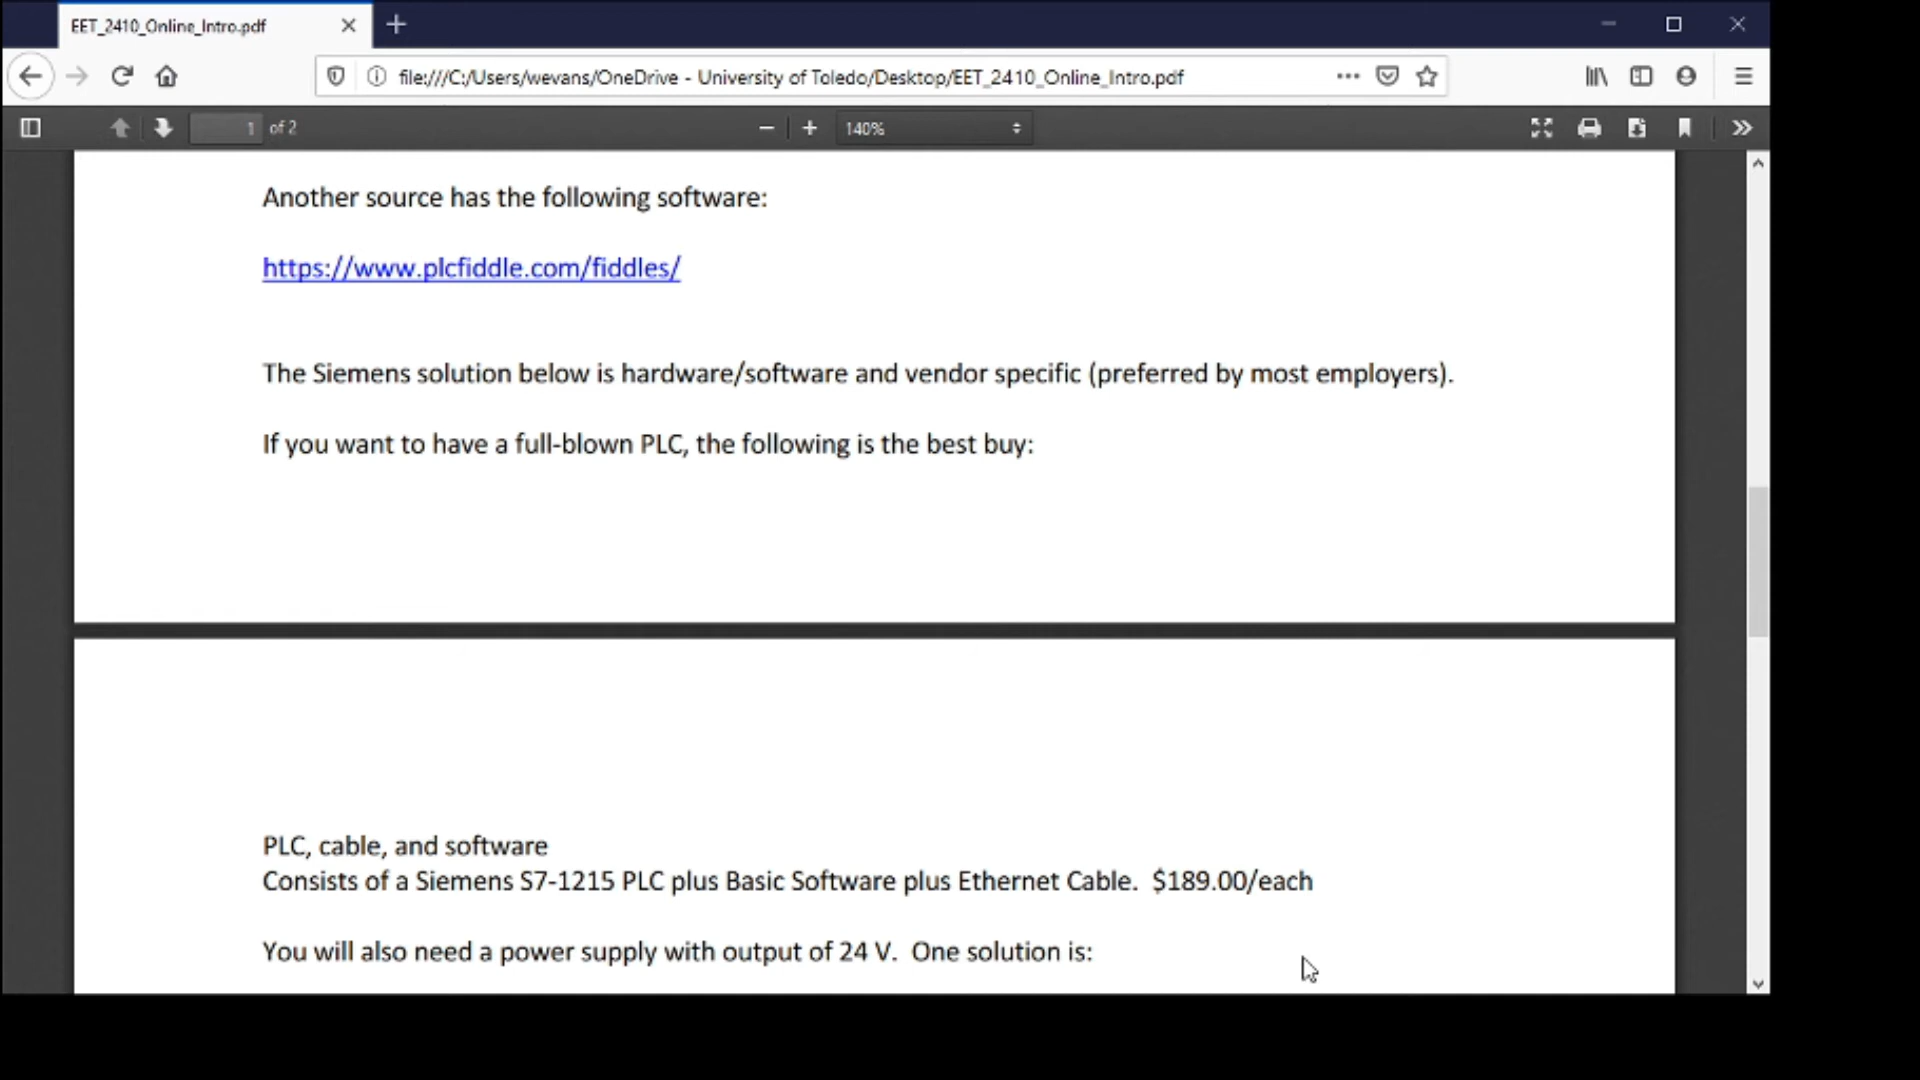 EET_2410_Online_Intro.pdf
file:///C:/Users/wevans/OneDrive - University of Toledo/Desktop/EET_2410_Online_Intro.pdf
1 of 2
140%
Another source has the following software:
https://www.plcfiddle.com/fiddles/
The Siemens solution below is hardware/software and vendor specific (preferred by most employers).
If you want to have a full-blown PLC, the following is the best buy:
PLC, cable, and software
Consists of a Siemens S7-1215 PLC plus Basic Software plus Ethernet Cable.  $189.00/each
You will also need a power supply with output of 24 V.  One solution is: